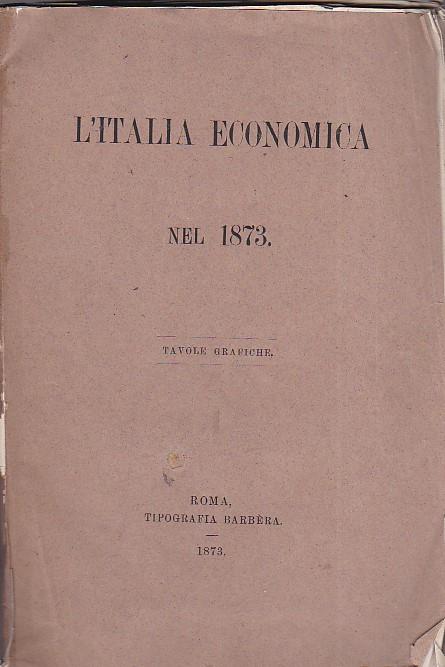 L'ITALIA ECONOMICA
NEL 1873.
TAVOLE GRAFICHE.
ROMA,
TIPOGRAFIA BARBÈRA.
1873.